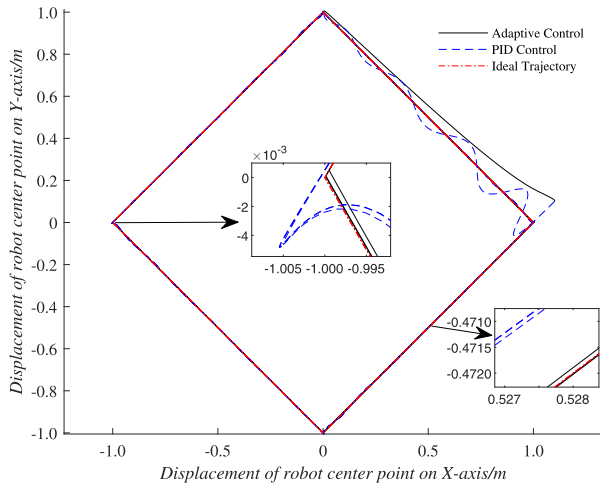 Displacement of robot center point on Y-axis/m
1.0
0.8
0.6
0.4
0.2
0
-0.2
-0.4
-0.6
-0.8
-1.0
Adaptive Control
PID Control
Ideal Trajectory
×10⁻³
0
-2
-4
-1.005 -1.000 -0.995
-0.4710
-0.4715
-0.4720
0.527 0.528
-1.0 -0.5 0 0.5 1.0
Displacement of robot center point on X-axis/m